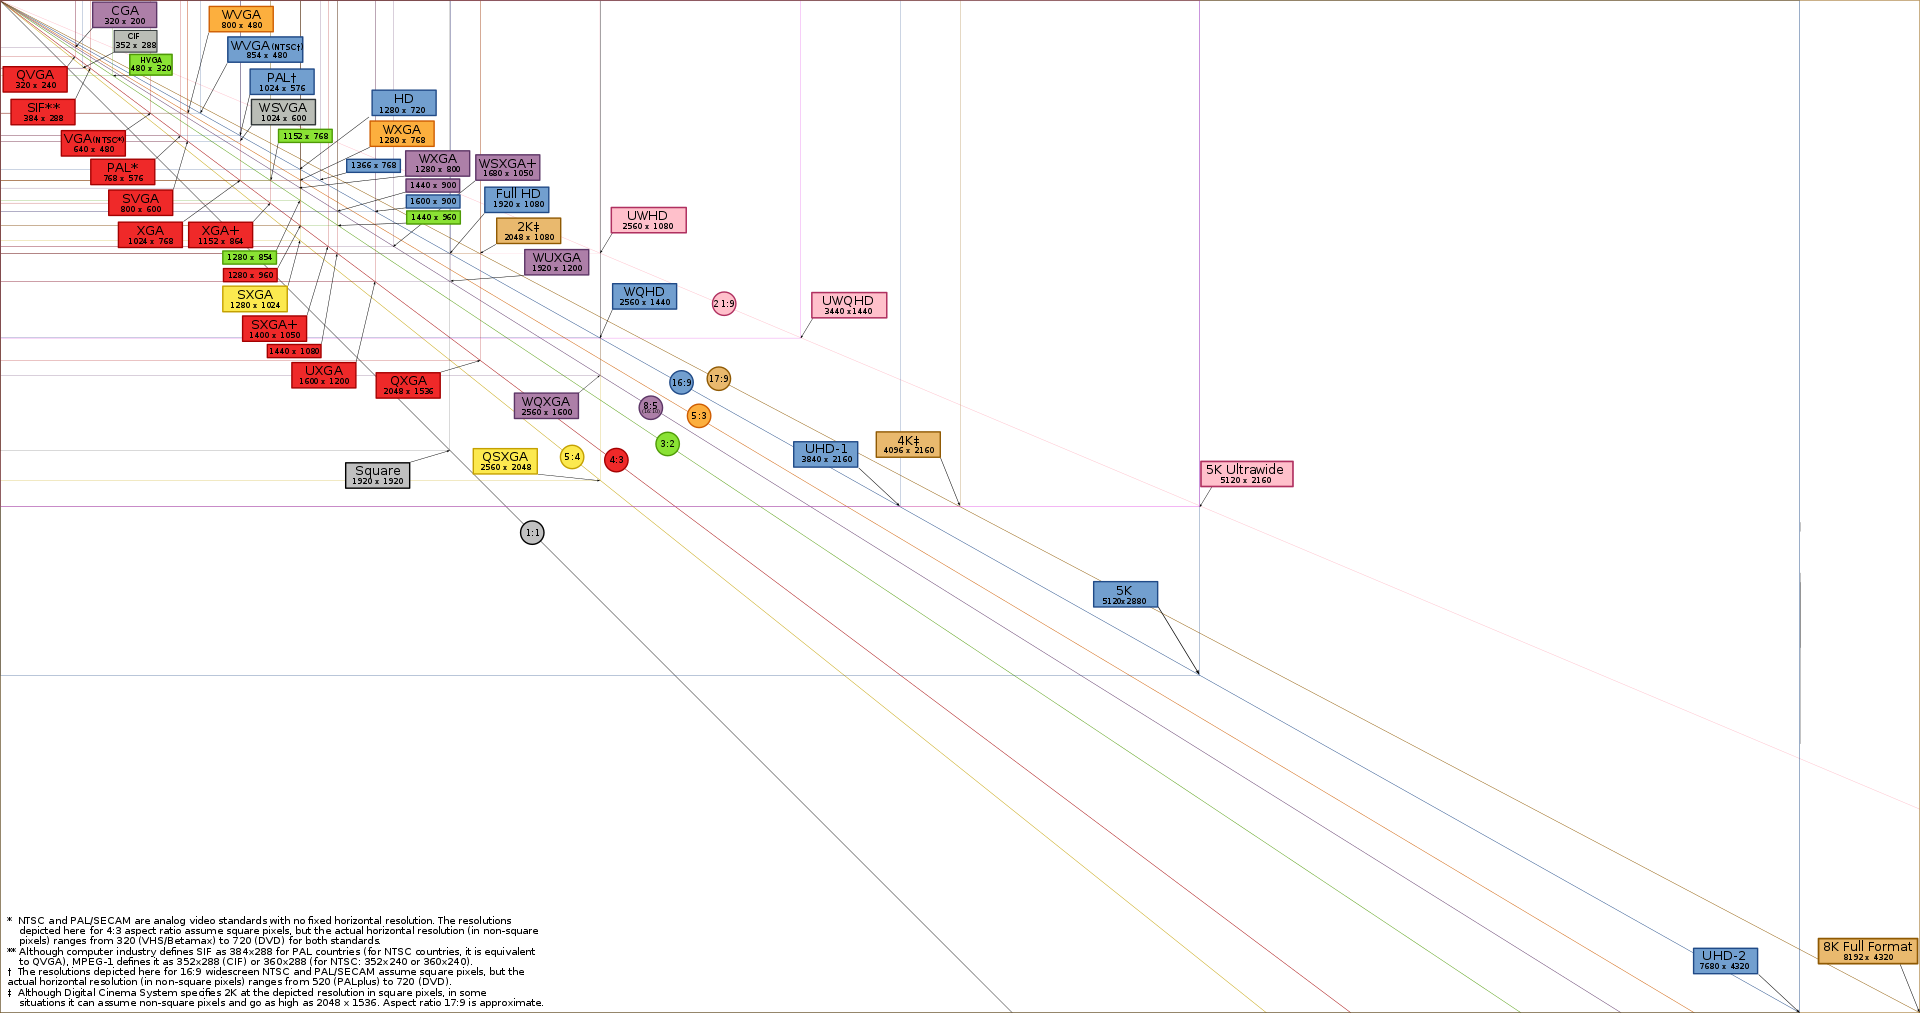 CGA
320 x 200
CIF
352 x 288
HVGA
480 x 320
QVGA
320 x 240
SIF**
384 x 288
VGA(NTSC*)
640 x 480
PAL*
768 x 576
SVGA
800 x 600
XGA
1024 x 768
XGA+
1152 x 864
1280 x 854
1280 x 960
SXGA
1280 x 1024
SXGA+
1400 x 1050
1440 x 1080
UXGA
1600 x 1200
QXGA
2048 x 1536
WVGA
800 x 480
WVGA(NTSC†)
854 x 480
PAL†
1024 x 576
WSVGA
1024 x 600
1152 x 768
HD
1280 x 720
WXGA
1280 x 768
1366 x 768
WXGA
1280 x 800
WSXGA+
1680 x 1050
1440 x 900
1600 x 900
1440 x 960
Full HD
1920 x 1080
2K‡
2048 x 1080
WUXGA
1920 x 1200
UWHD
2560 x 1080
WQHD
2560 x 1440
21:9
UWQHD
3440 x1440
16:9
17:9
8:5
(16:10)
5:3
3:2
5:4
4:3
1:1
WQXGA
2560 x 1600
QSXGA
2560 x 2048
Square
1920 x 1920
UHD-1
3840 x 2160
4K‡
4096 x 2160
5K Ultrawide
5120 x 2160
5K
5120x2880
UHD-2
7680 x 4320
8K Full Format
8192 x 4320
* NTSC and PAL/SECAM are analog video standards with no fixed horizontal resolution. The resolutions
depicted here for 4:3 aspect ratio assume square pixels, but the actual horizontal resolution (in non-square
pixels) ranges from 320 (VHS/Betamax) to 720 (DVD) for both standards.
** Although computer industry defines SIF as 384x288 for PAL countries (for NTSC countries, it is equivalent
to QVGA), MPEG-1 defines it as 352x288 (CIF) or 360x288 (for NTSC: 352x240 or 360x240).
† The resolutions depicted here for 16:9 widescreen NTSC and PAL/SECAM assume square pixels, but the
actual horizontal resolution (in non-square pixels) ranges from 520 (PALplus) to 720 (DVD).
‡ Although Digital Cinema System specifies 2K at the depicted resolution in square pixels, in some
situations it can assume non-square pixels and go as high as 2048 x 1536. Aspect ratio 17:9 is approximate.